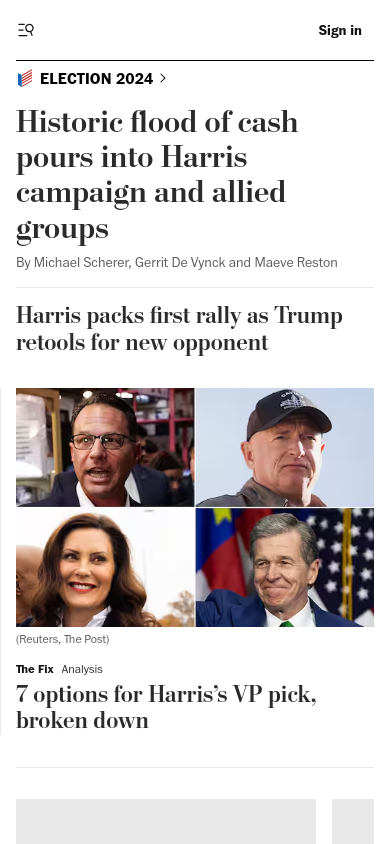 Sign in
ELECTION 2024
Historic flood of cash
pours into Harris
campaign and allied
groups
By Michael Scherer, Gerrit De Vynck and Maeve Reston
Harris packs first rally as Trump
retools for new opponent
(Reuters, The Post)
The Fix Analysis
7 options for Harris’s VP pick,
broken down